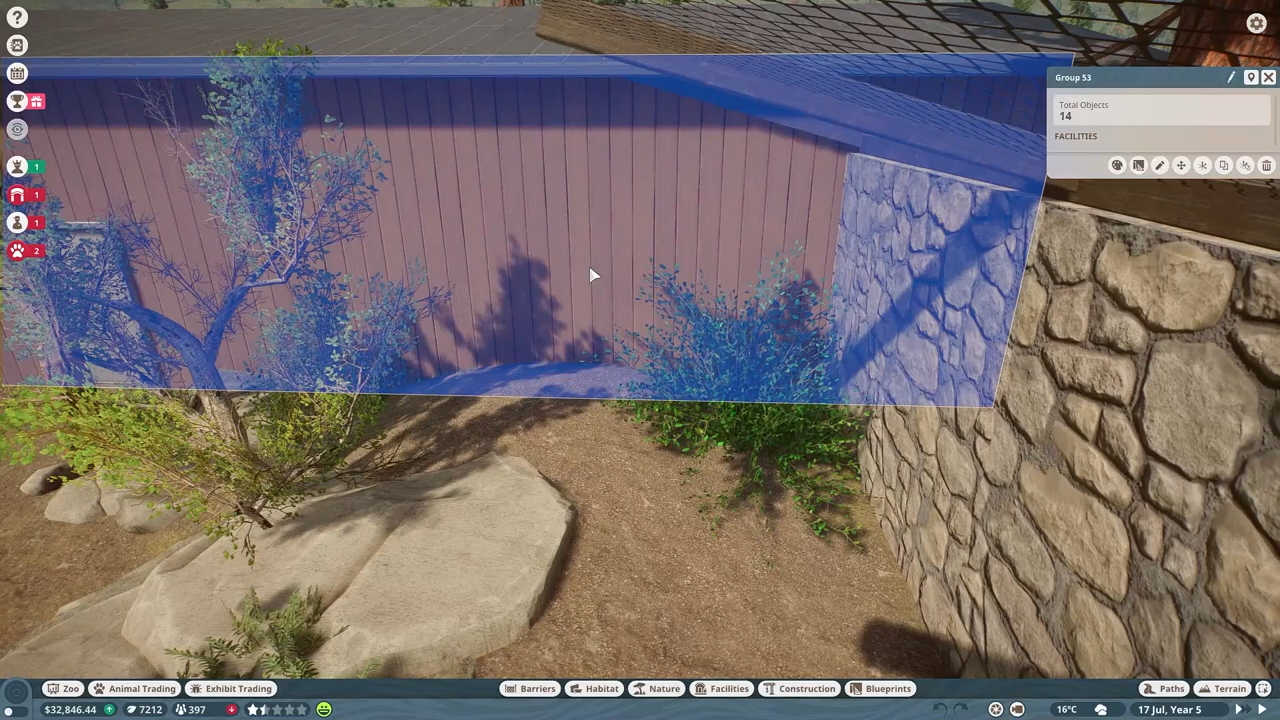 ?
Group 53
Total Objects
14
FACILITIES
1
1
1
2
Zoo
Animal Trading
Exhibit Trading
Barriers
Habitat
Nature
Facilities
Construction
Blueprints
Paths
Terrain
$32,846.44
7212
397
16°C
17 Jul, Year 5